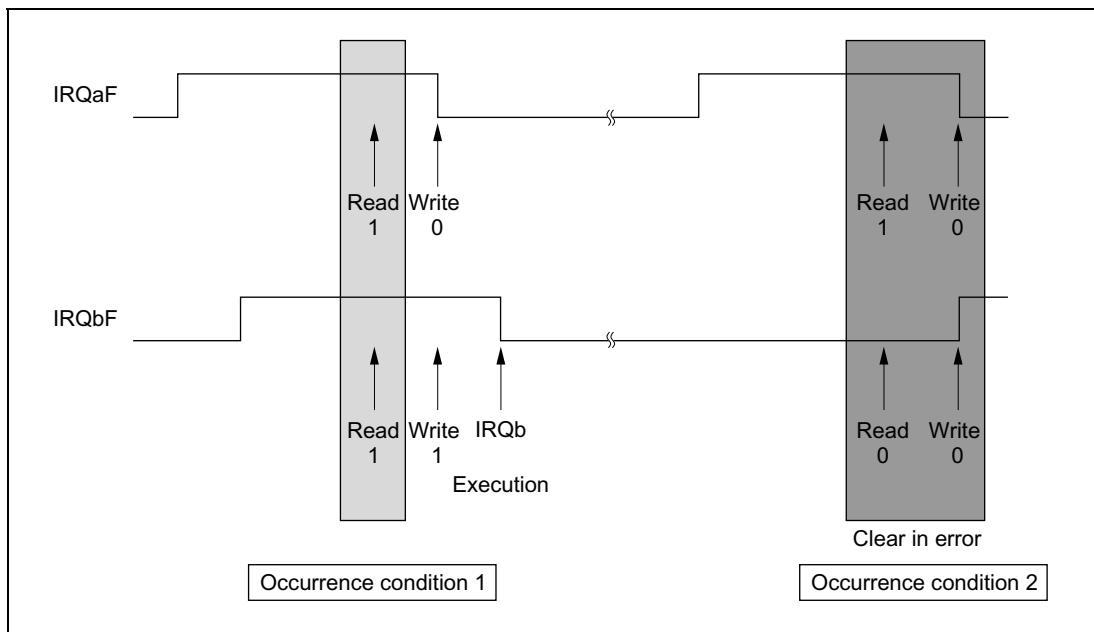 IRQaF
Read Write
1 0
Read Write
1 0
IRQbF
Read Write IRQb
1 1
Execution
Read Write
0 0
Clear in error
Occurrence condition 1
Occurrence condition 2